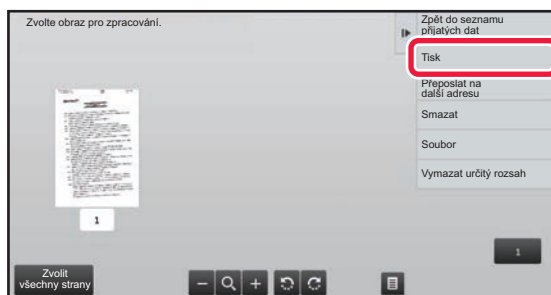 Zvolte obraz pro zpracování.
Zpět do seznamu
přijatých dat
Tisk
Přeposlat na
další adresu
Smazat
Soubor
Vymazat určitý rozsah
1
1
Zvolit
všechny strany